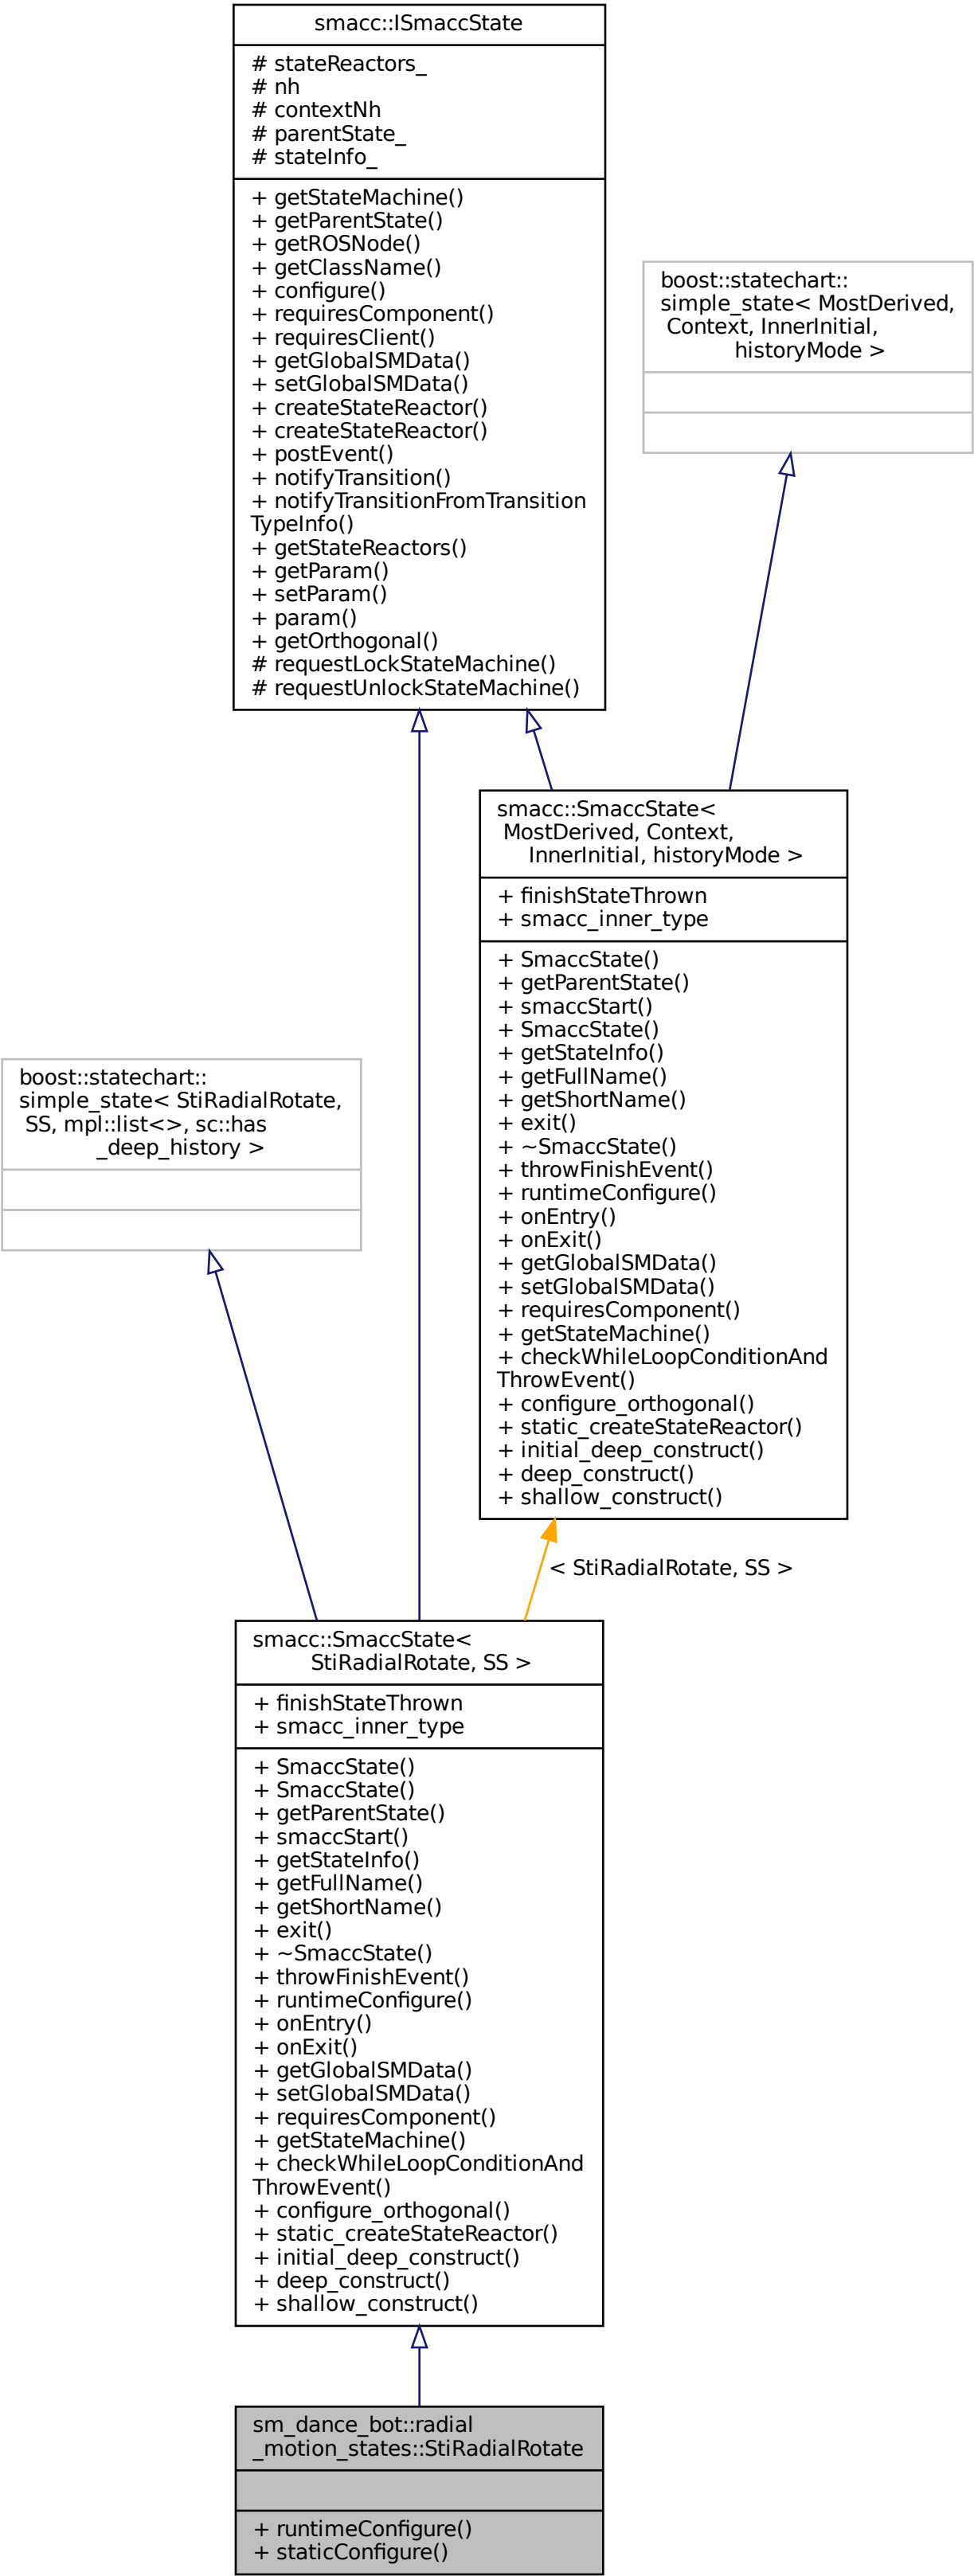 smacc::ISmaccState
# stateReactors_
# nh
# contextNh
# parentState_
# stateInfo_
+ getStateMachine()
+ getParentState()
+ getROSNode()
+ getClassName()
+ configure()
+ requiresComponent()
+ requiresClient()
+ getGlobalSMData()
+ setGlobalSMData()
+ createStateReactor()
+ createStateReactor()
+ postEvent()
+ notifyTransition()
+ notifyTransitionFromTransition
TypeInfo()
+ getStateReactors()
+ getParam()
+ setParam()
+ param()
+ getOrthogonal()
# requestLockStateMachine()
# requestUnlockStateMachine()
boost::statechart::
simple_state< MostDerived,
Context, InnerInitial,
historyMode >
smacc::SmaccState<
MostDerived, Context,
InnerInitial, historyMode >
+ finishStateThrown
+ smacc_inner_type
+ SmaccState()
+ getParentState()
+ smaccStart()
+ SmaccState()
+ getStateInfo()
+ getFullName()
+ getShortName()
+ exit()
+ ~SmaccState()
+ throwFinishEvent()
+ runtimeConfigure()
+ onEntry()
+ onExit()
+ getGlobalSMData()
+ setGlobalSMData()
+ requiresComponent()
+ getStateMachine()
+ checkWhileLoopConditionAnd
ThrowEvent()
+ configure_orthogonal()
+ static_createStateReactor()
+ initial_deep_construct()
+ deep_construct()
+ shallow_construct()
boost::statechart::
simple_state< StiRadialRotate,
SS, mpl::list<>, sc::has
_deep_history >
< StiRadialRotate, SS >
smacc::SmaccState<
StiRadialRotate, SS >
+ finishStateThrown
+ smacc_inner_type
+ SmaccState()
+ SmaccState()
+ getParentState()
+ smaccStart()
+ getStateInfo()
+ getFullName()
+ getShortName()
+ exit()
+ ~SmaccState()
+ throwFinishEvent()
+ runtimeConfigure()
+ onEntry()
+ onExit()
+ getGlobalSMData()
+ setGlobalSMData()
+ requiresComponent()
+ getStateMachine()
+ checkWhileLoopConditionAnd
ThrowEvent()
+ configure_orthogonal()
+ static_createStateReactor()
+ initial_deep_construct()
+ deep_construct()
+ shallow_construct()
sm_dance_bot::radial
_motion_states::StiRadialRotate
+ runtimeConfigure()
+ staticConfigure()